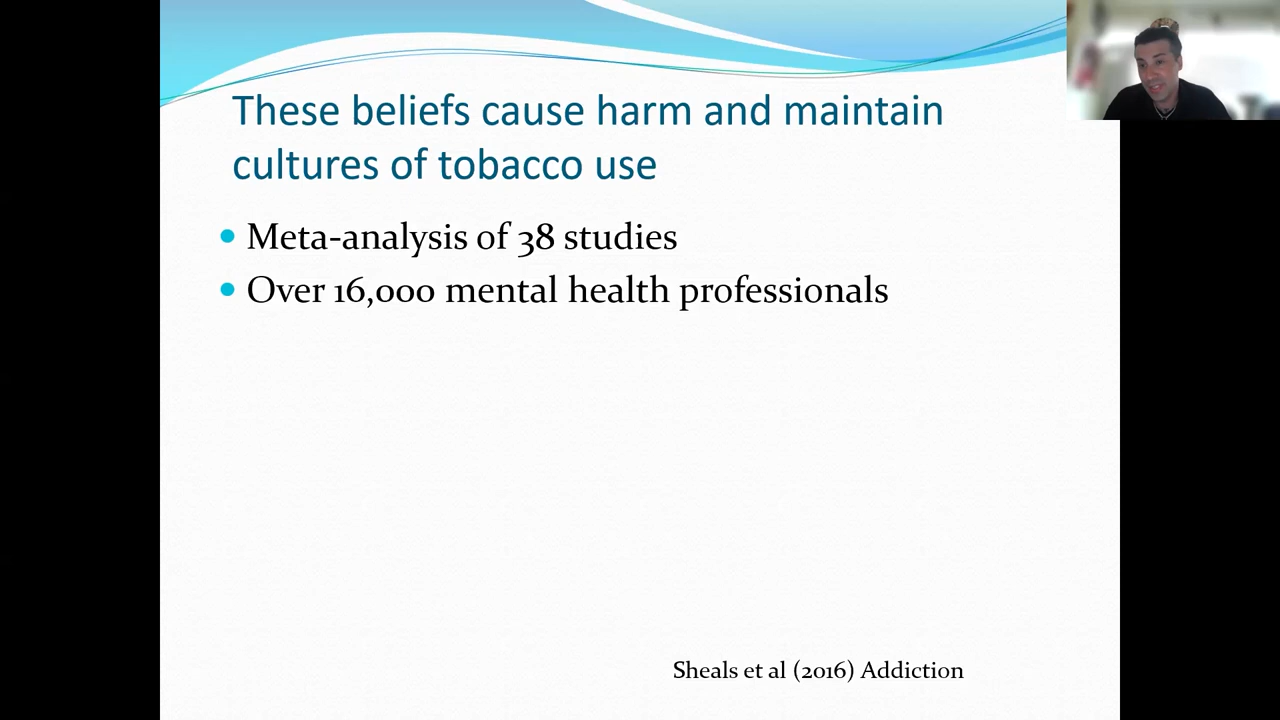 These beliefs cause harm and maintain
cultures of tobacco use
• Meta-analysis of 38 studies
• Over 16,000 mental health professionals
Sheals et al (2016) Addiction